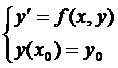 y′ = f(x, y)
y(x₀) = y₀